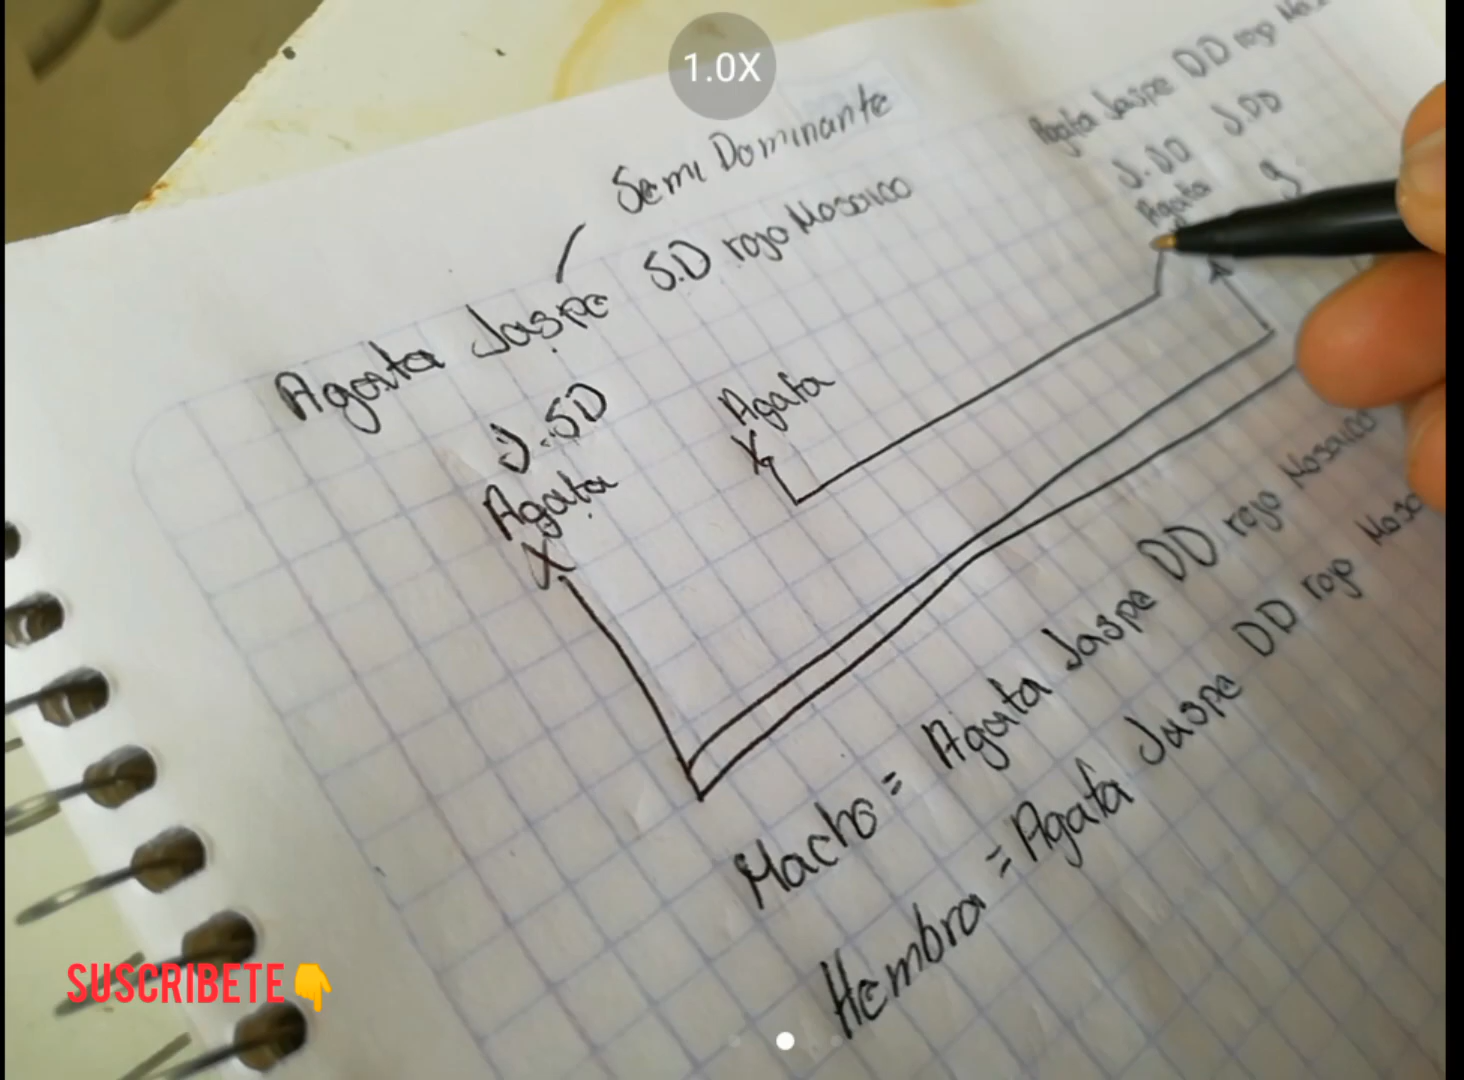 1.0X
Semi Dominante
Agata Jaspe S.D rojo Mosaico
Agata Jaspe DD rojo
J.DD J.DD
Agata
J.SD
Agata
X
Agata
X
Macho = Agata Jaspe DD rojo Mosaico
Hembra = Agata Jaspe DD rojo
SUSCRIBETE👇